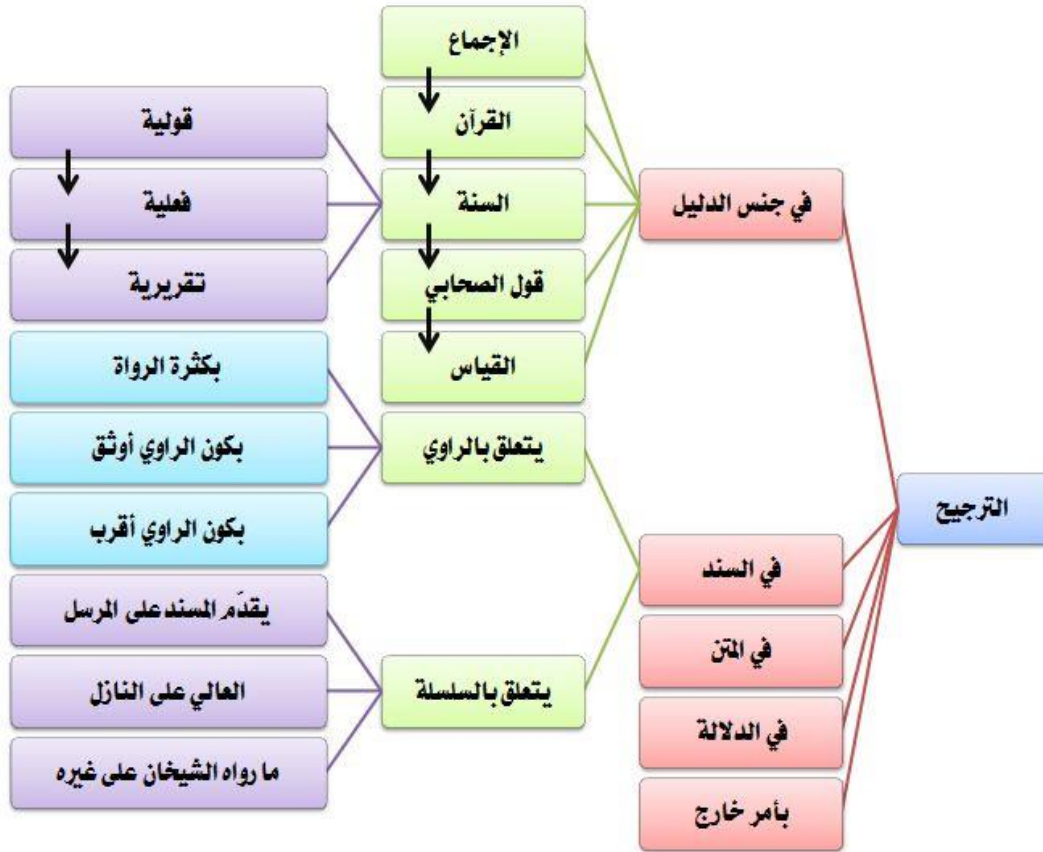 الترجيح
في جنس الدليل
الإجماع
القرآن
السنة
قولية
فعلية
تقريرية
قول الصحابي
القياس
في السند
يتعلق بالراوي
بكثرة الرواة
بكون الراوي أوثق
بكون الراوي أقرب
يتعلق بالسلسلة
يقدَّم المسند على المرسل
العالي على النازل
ما رواه الشيخان على غيره
في المتن
في الدلالة
بأمر خارج